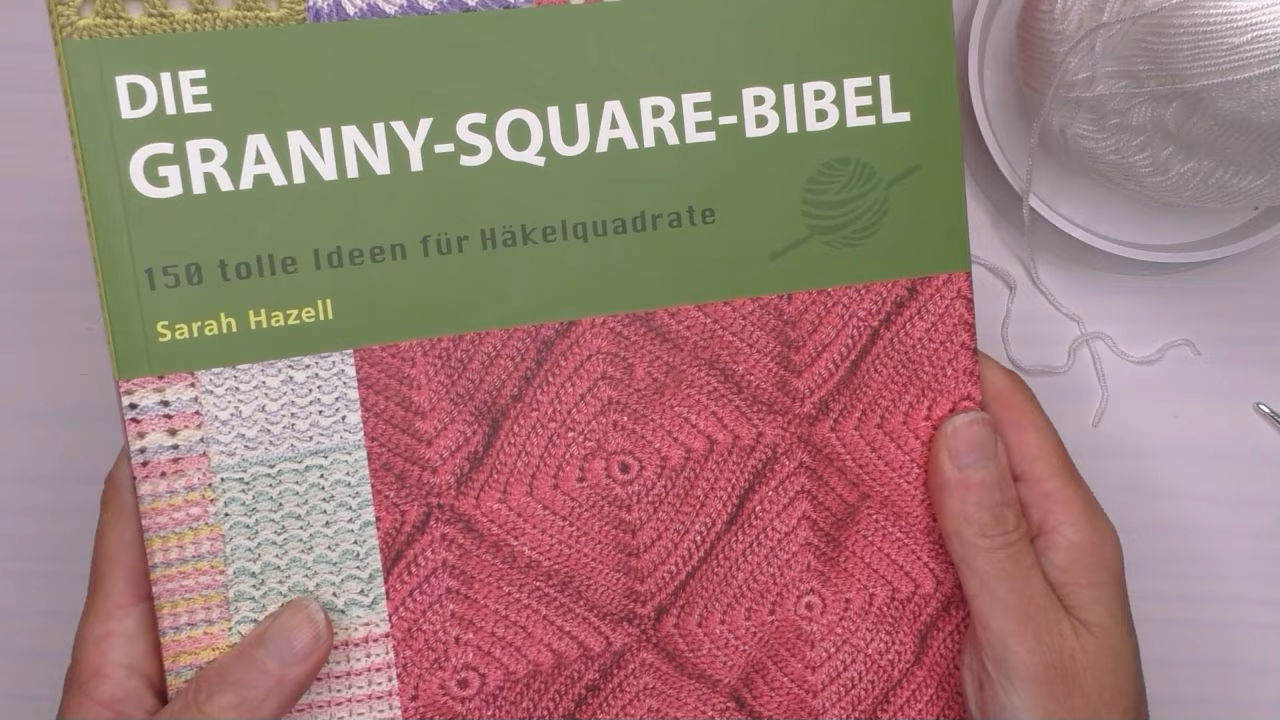 DIE
GRANNY-SQUARE-BIBEL
150 tolle Ideen für Häkelquadrate
Sarah Hazell